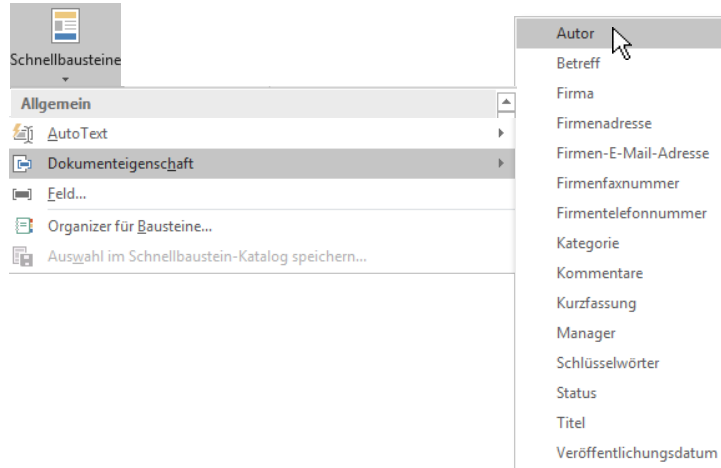 Schnellbausteine
Allgemein
AutoText
Dokumenteigenschaft
Feld...
Organizer für Bausteine...
Auswahl im Schnellbaustein-Katalog speichern...
Autor
Betreff
Firma
Firmenadresse
Firmen-E-Mail-Adresse
Firmenfaxnummer
Firmentelefonnummer
Kategorie
Kommentare
Kurzfassung
Manager
Schlüsselwörter
Status
Titel
Veröffentlichungsdatum